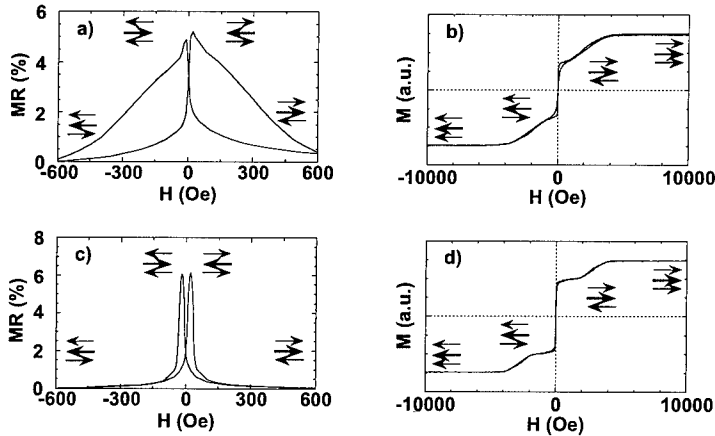 a)
MR (%)
6
4
2
0
-600 -300 0 300 600
H (Oe)
b)
M (a.u.)
-10000 0 10000
H (Oe)
c)
MR (%)
8
6
4
2
0
-600 -300 0 300 600
H (Oe)
d)
M (a.u.)
-10000 0 10000
H (Oe)